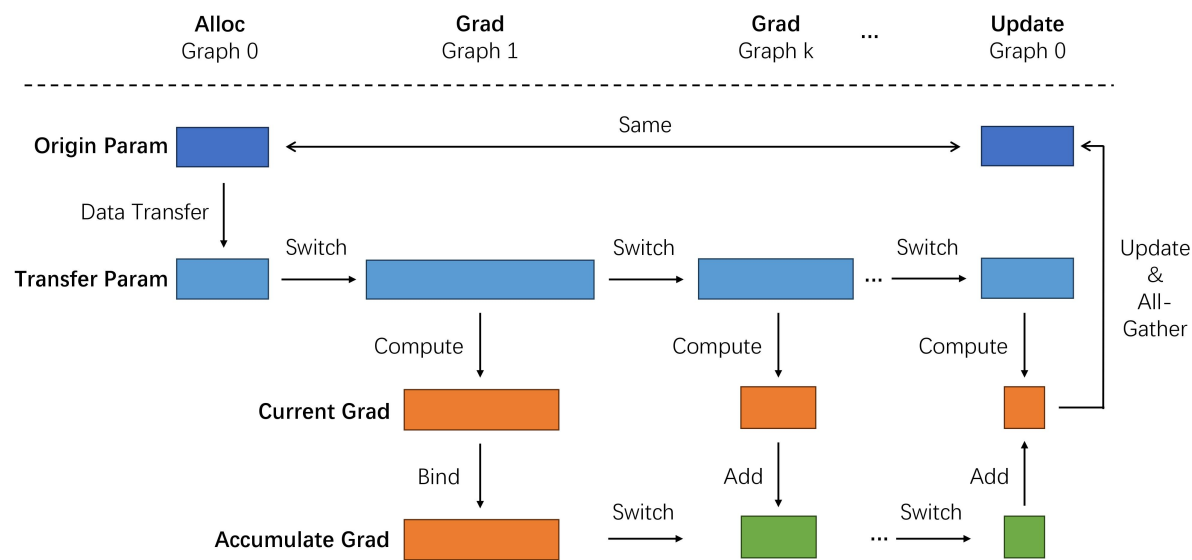 Alloc
Graph 0
Grad
Graph 1
Grad
Graph k
...
Update
Graph 0
Origin Param
Same
Data Transfer
Switch
Switch
Switch
Transfer Param
...
Update
&
All-
Gather
Compute
Compute
Compute
Current Grad
Bind
Add
Add
Switch
Switch
Accumulate Grad
...